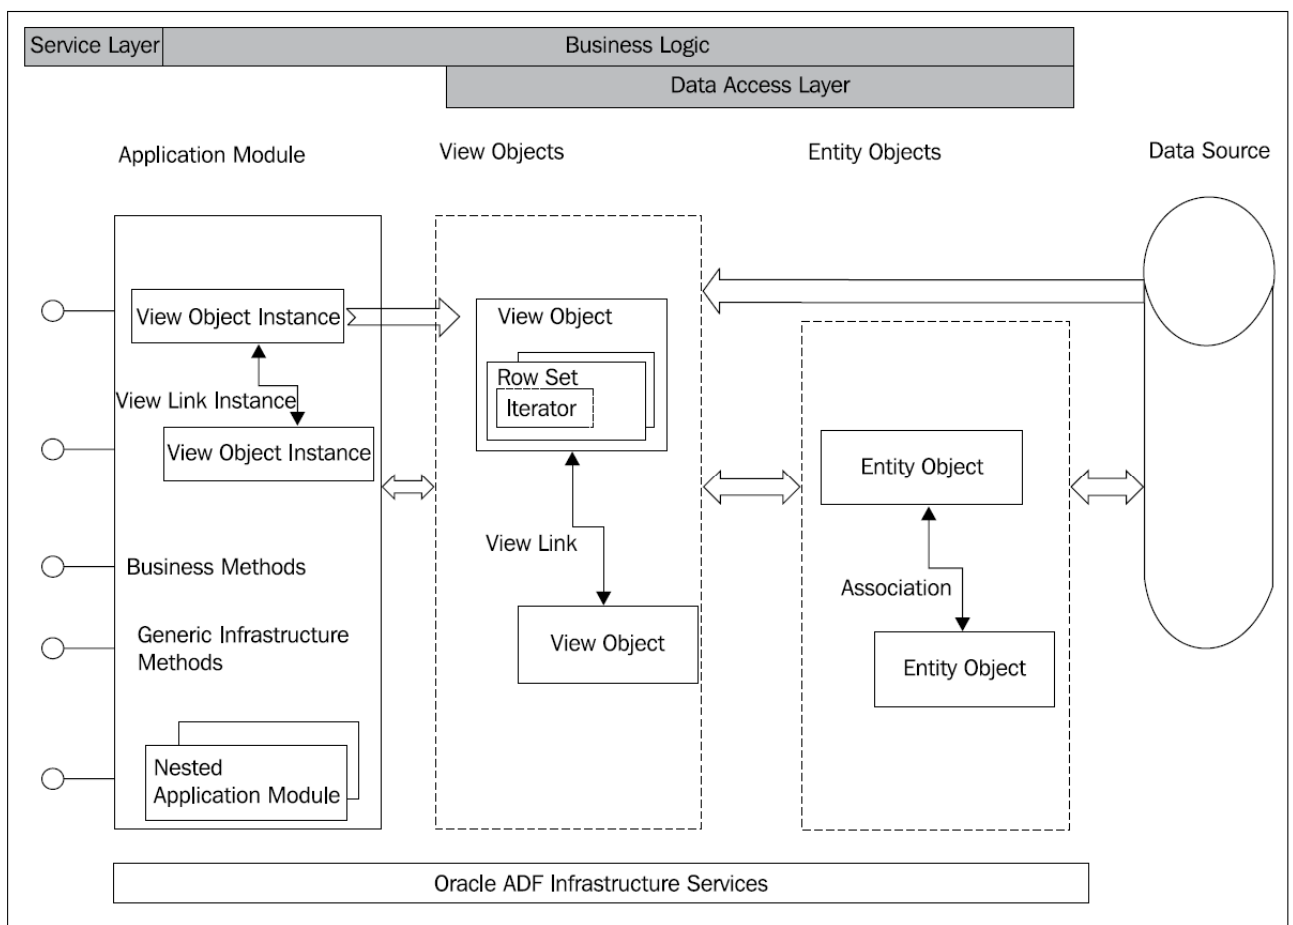 Service Layer
Business Logic
Data Access Layer
Application Module
View Objects
Entity Objects
Data Source
View Object Instance
View Link Instance
View Object Instance
Business Methods
Generic Infrastructure
Methods
Nested
Application Module
View Object
Row Set
Iterator
View Link
View Object
Entity Object
Association
Entity Object
Oracle ADF Infrastructure Services